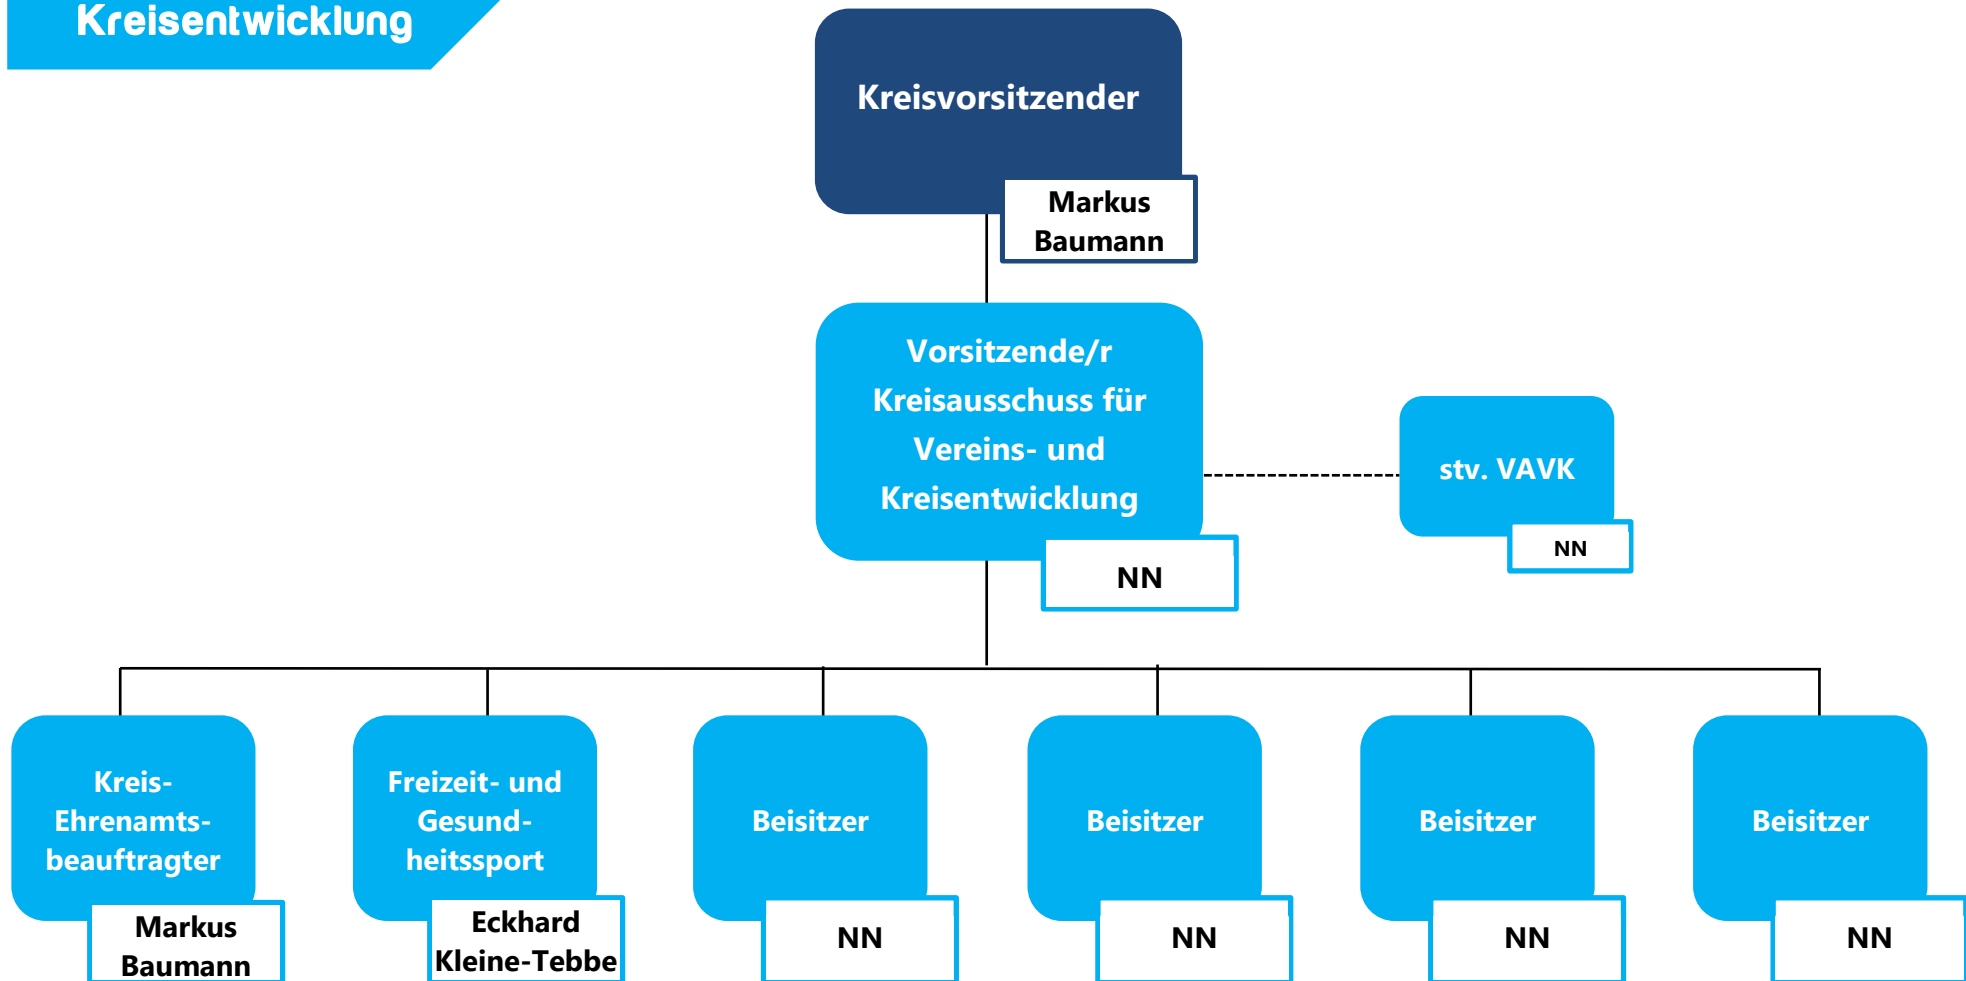 Kreisentwicklung
Kreisvorsitzender
Markus
Baumann
Vorsitzende/r
Kreisausschuss für
Vereins- und
Kreisentwicklung
NN
stv. VAVK
NN
Kreis-
Ehrenamts-
beauftragter
Markus
Baumann
Freizeit- und
Gesund-
heitssport
Eckhard
Kleine-Tebbe
Beisitzer
NN
Beisitzer
NN
Beisitzer
NN
Beisitzer
NN